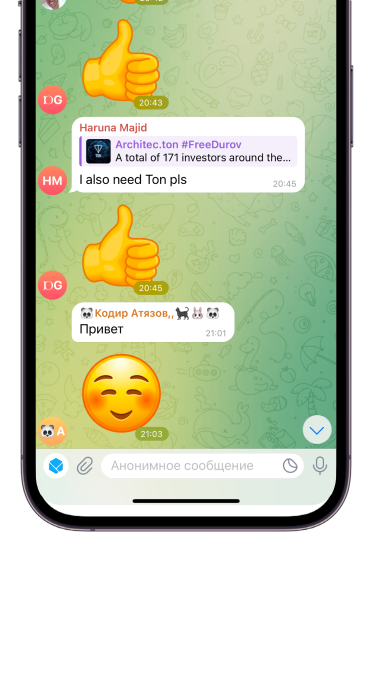 DG
20:43
Haruna Majid
Architec.ton #FreeDurov
A total of 171 investors around the...
HM
I also need Ton pls
20:45
DG
20:45
Кодир Атязов,,
Привет
21:01
A
21:03
Анонимное сообщение